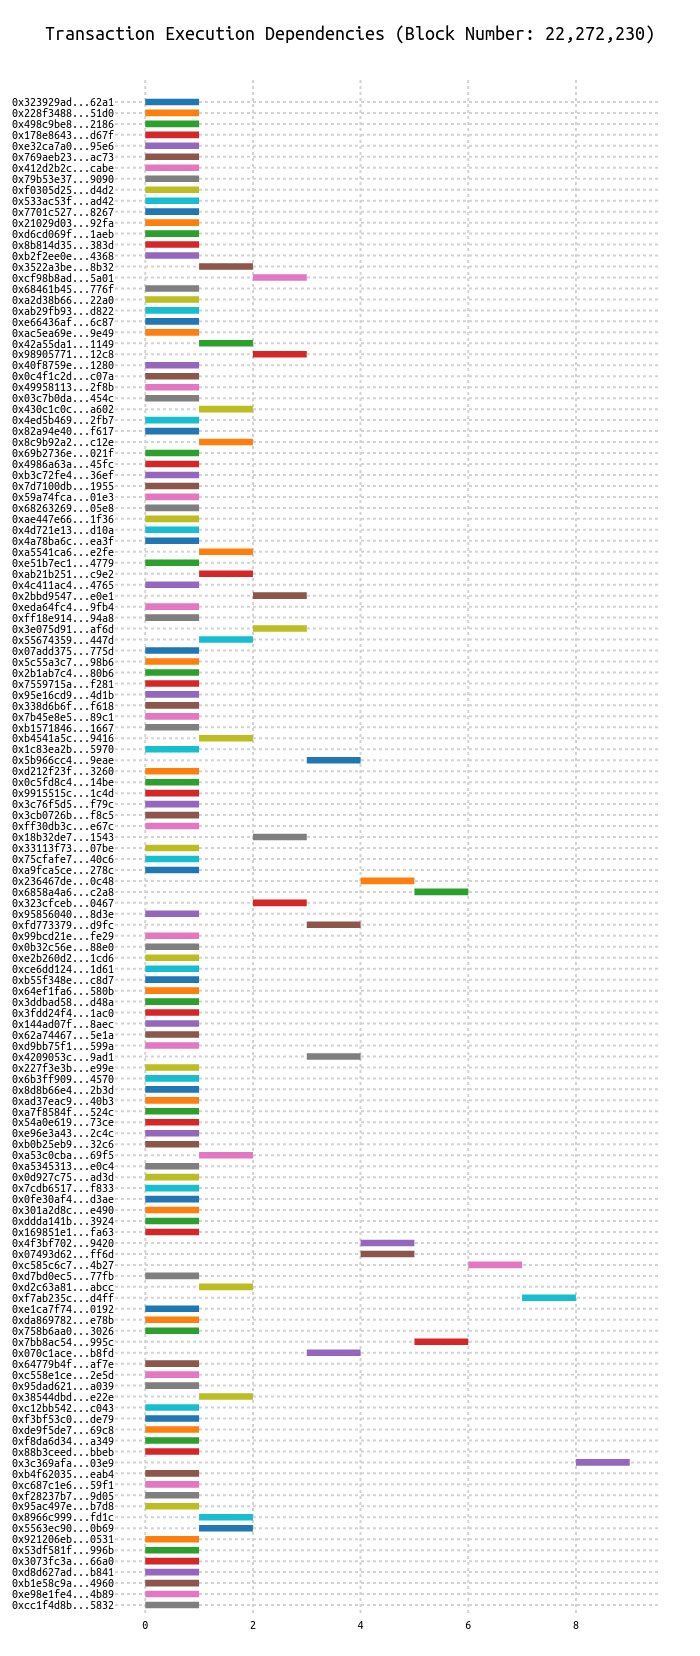 Transaction Execution Dependencies (Block Number: 22,272,230)
0x323929ad...62a1
0x228f3488...51d0
0x498c9be8...2186
0x178e8643...d67f
0xe32ca7a0...95e6
0x769aeb23...ac73
0x412d2b2c...cabe
0x79b53e37...9090
0xf0305d25...d4d2
0x533ac53f...ad42
0x7701c527...8267
0x21029d03...92fa
0xd6cd069f...1aeb
0x8b814d35...383d
0xb2f2ee0e...4368
0x3522a3be...8b32
0xcf98b8ad...5a01
0x68461b45...776f
0xa2d38b66...22a0
0xab29fb93...d822
0xe66436af...6c87
0xac5ea69e...9e49
0x42a55da1...1149
0x98905771...12c8
0x40f8759e...1280
0x0c4f1c2d...c07a
0x49958113...2f8b
0x03c7b0da...454c
0x430c1c0c...a602
0x4ed5b469...2fb7
0x82a94e40...f617
0x8c9b92a2...c12e
0x69b2736e...021f
0x4986a63a...45fc
0xb3c72fe4...36ef
0x7d7100db...1955
0x59a74fca...01e3
0x68263269...05e8
0xae447e66...1f36
0x4d721e13...d10a
0x4a78ba6c...ea3f
0xa5541ca6...e2fe
0xe51b7ec1...4779
0xab21b251...c9e2
0x4c411ac4...4765
0x2bbd9547...e0e1
0xeda64fc4...9fb4
0xff18e914...94a8
0x3e075d91...af6d
0x55674359...447d
0x07add375...775d
0x5c55a3c7...98b6
0x2b1ab7c4...80b6
0x7559715a...f281
0x95e16cd9...4d1b
0x338d6b6f...f618
0x7b45e8e5...89c1
0xb1571846...1667
0xb4541a5c...9416
0x1c83ea2b...5970
0x5b966cc4...9eae
0xd212f23f...3260
0x0c5fd8c4...14be
0x9915515c...1c4d
0x3c76f5d5...f79c
0x3cb0726b...f8c5
0xff30db3c...e67c
0x18b32de7...1543
0x33113f73...07be
0x75cfafe7...40c6
0xa9fca5ce...278c
0x236467de...0c48
0x6858a4a6...c2a8
0x323cfceb...0467
0x95856040...8d3e
0xfd773379...d9fc
0x99bcd21e...fe29
0x0b32c56e...88e0
0xe2b260d2...1cd6
0xce6dd124...1d61
0xb55f348e...c8d7
0x64ef1fa6...580b
0x3ddbad58...d48a
0x3fdd24f4...1ac0
0x144ad07f...8aec
0x62a74467...5e1a
0xd9bb75f1...599a
0x4209053c...9ad1
0x227f3e3b...e99e
0x6b3ff909...4570
0x8d8b66e4...2b3d
0xad37eac9...40b3
0xa7f8584f...524c
0x54a0e619...73ce
0xe96e3a43...2c4c
0xb0b25eb9...32c6
0xa53c0cba...69f5
0xa5345313...e0c4
0x0d927c75...ad3d
0x7cdb6517...f833
0x0fe30af4...d3ae
0x301a2d8c...e490
0xddda141b...3924
0x169851e1...fa63
0x4f3bf702...9420
0x07493d62...ff6d
0xc585c6c7...4b27
0xd7bd0ec5...77fb
0xd2c63a81...abcc
0xf7ab235c...d4ff
0xe1ca7f74...0192
0xda869782...e78b
0x758b6aa0...3026
0x7bb8ac54...995c
0x070c1ace...b8fd
0x64779b4f...af7e
0xc558e1ce...2e5d
0x95dad621...a039
0x38544dbd...e22e
0xc12bb542...c043
0xf3bf53c0...de79
0xde9f5de7...69c8
0xf8da6d34...a349
0x88b3ceed...bbeb
0x3c369afa...03e9
0xb4f62035...eab4
0xc687c1e6...59f1
0xf28237b7...9d05
0x95ac497e...b7d8
0x8966c999...fd1c
0x5563ec90...0b69
0x921206eb...0531
0x53df581f...996b
0x3073fc3a...66a0
0xd8d627ad...b841
0xb1e58c9a...4960
0xe98e1fe4...4b89
0xcc1f4d8b...5832
0 2 4 6 8